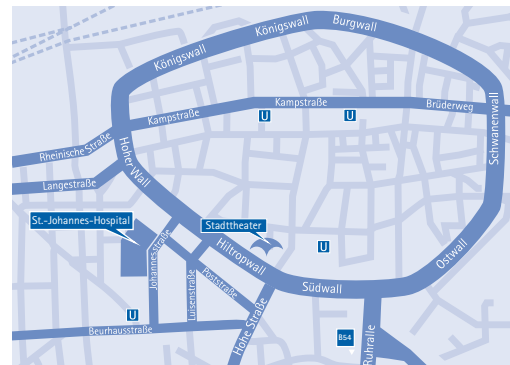 Königswall
Burgwall
Königswall
Kampstraße
Brüderweg
Kampstraße
U
U
Schwanenwall
Rheinische Straße
Hoher Wall
Langestraße
St.-Johannes-Hospital
Stadttheater
Johannesstraße
Hiltropwall
U
Ostwall
Poststraße
Luisenstraße
Südwall
U
Beurhausstraße
Hohe Straße
B54
Ruhralle